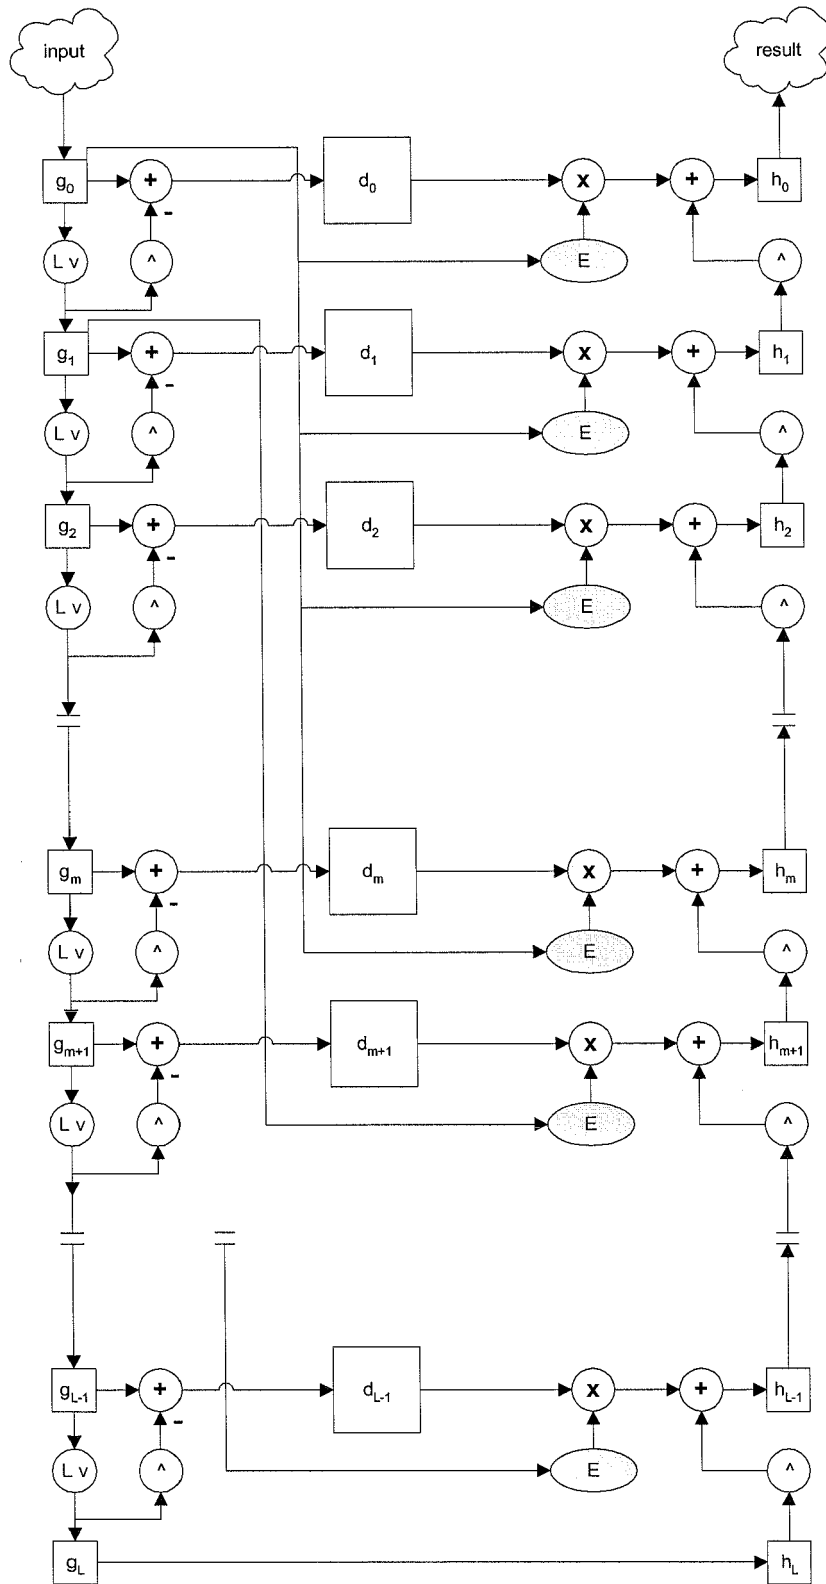 input result
g0 + d0 x + h0
-
L v ^ E ^
g1 + d1 x + h1
-
L v ^ E ^
g2 + d2 x + h2
-
L v ^ E ^
gm + dm x + hm
-
L v ^ E ^
gm+1 + dm+1 x + hm+1
-
L v ^ E ^
gL-1 + dL-1 x + hL-1
-
L v ^ E ^
gL hL